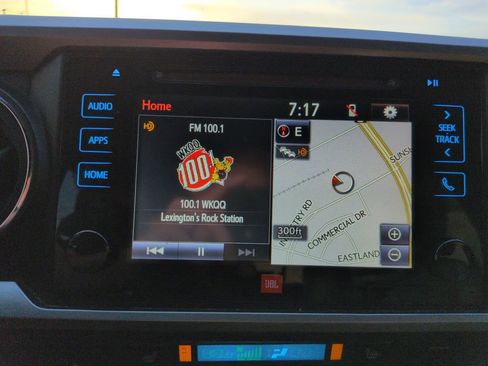 AUDIO
APPS
HOME
Home
7:17
FM 100.1
WKQQ
100
100.1 WKQQ
Lexington's Rock Station
E
SUNS
INDUSTRY RD
COMMERCIAL DR
300ft
EASTLAND
SEEK
TRACK
JBL